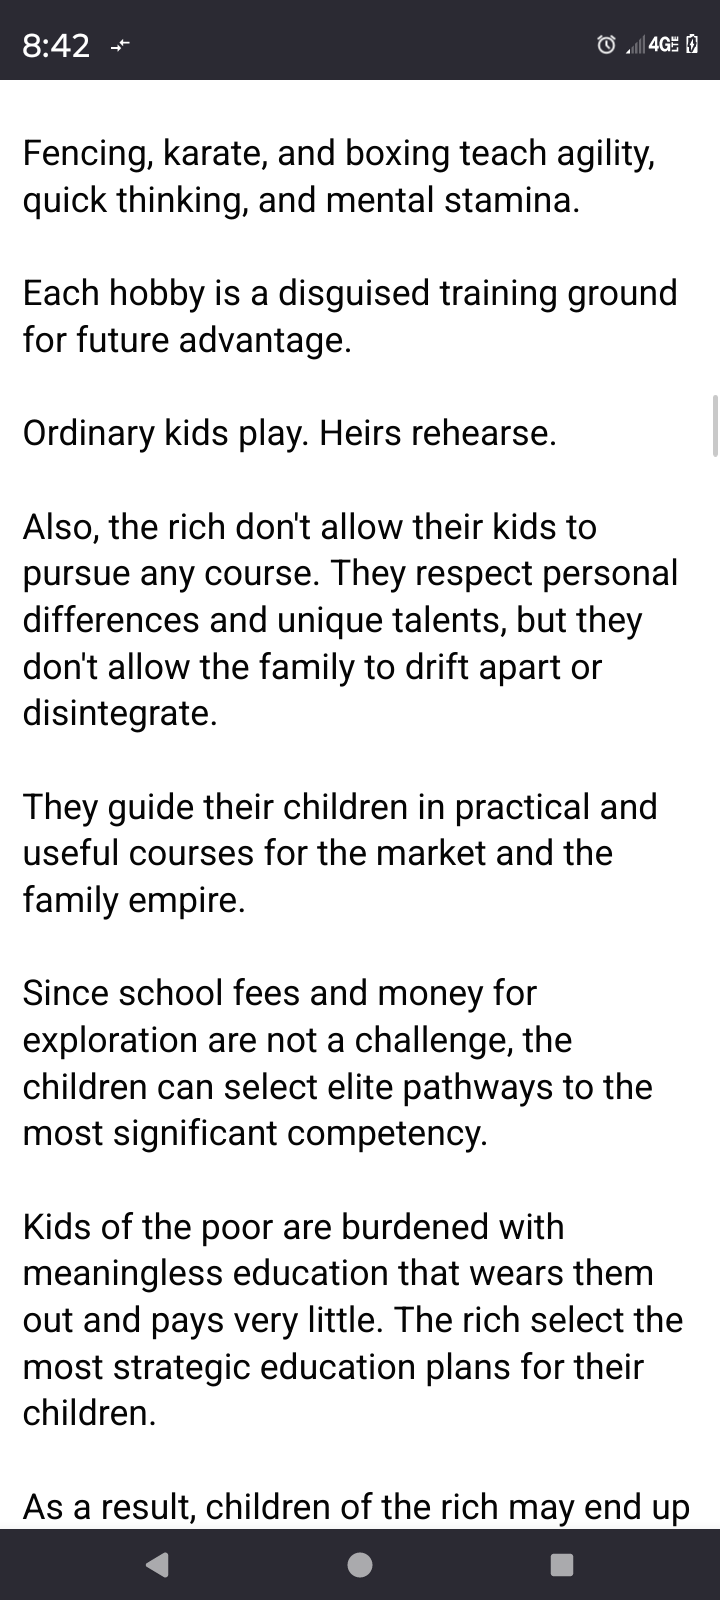 8:42
4GE
Fencing, karate, and boxing teach agility,
quick thinking, and mental stamina.
Each hobby is a disguised training ground
for future advantage.
Ordinary kids play. Heirs rehearse.
Also, the rich don't allow their kids to
pursue any course. They respect personal
differences and unique talents, but they
don't allow the family to drift apart or
disintegrate.
They guide their children in practical and
useful courses for the market and the
family empire.
Since school fees and money for
exploration are not a challenge, the
children can select elite pathways to the
most significant competency.
Kids of the poor are burdened with
meaningless education that wears them
out and pays very little. The rich select the
most strategic education plans for their
children.
As a result, children of the rich may end up